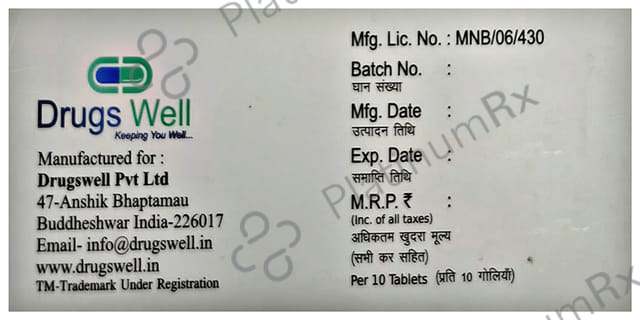 Drugs Well
Keeping You Well...
Manufactured for :
Drugswell Pvt Ltd
47-Anshik Bhaptamau
Buddheshwar India-226017
Email- info@drugswell.in
www.drugswell.in
TM-Trademark Under Registration
Mfg. Lic. No. : MNB/06/430
Batch No. :
घान संख्या
Mfg. Date :
उत्पादन तिथि
Exp. Date :
समाप्ति तिथि
M.R.P. ₹ :
(Inc. of all taxes)
अधिकतम खुदरा मूल्य
(सभी कर सहित)
Per 10 Tablets (प्रति 10 गोलियाँ)
PlatinumRx
PlatinumRx